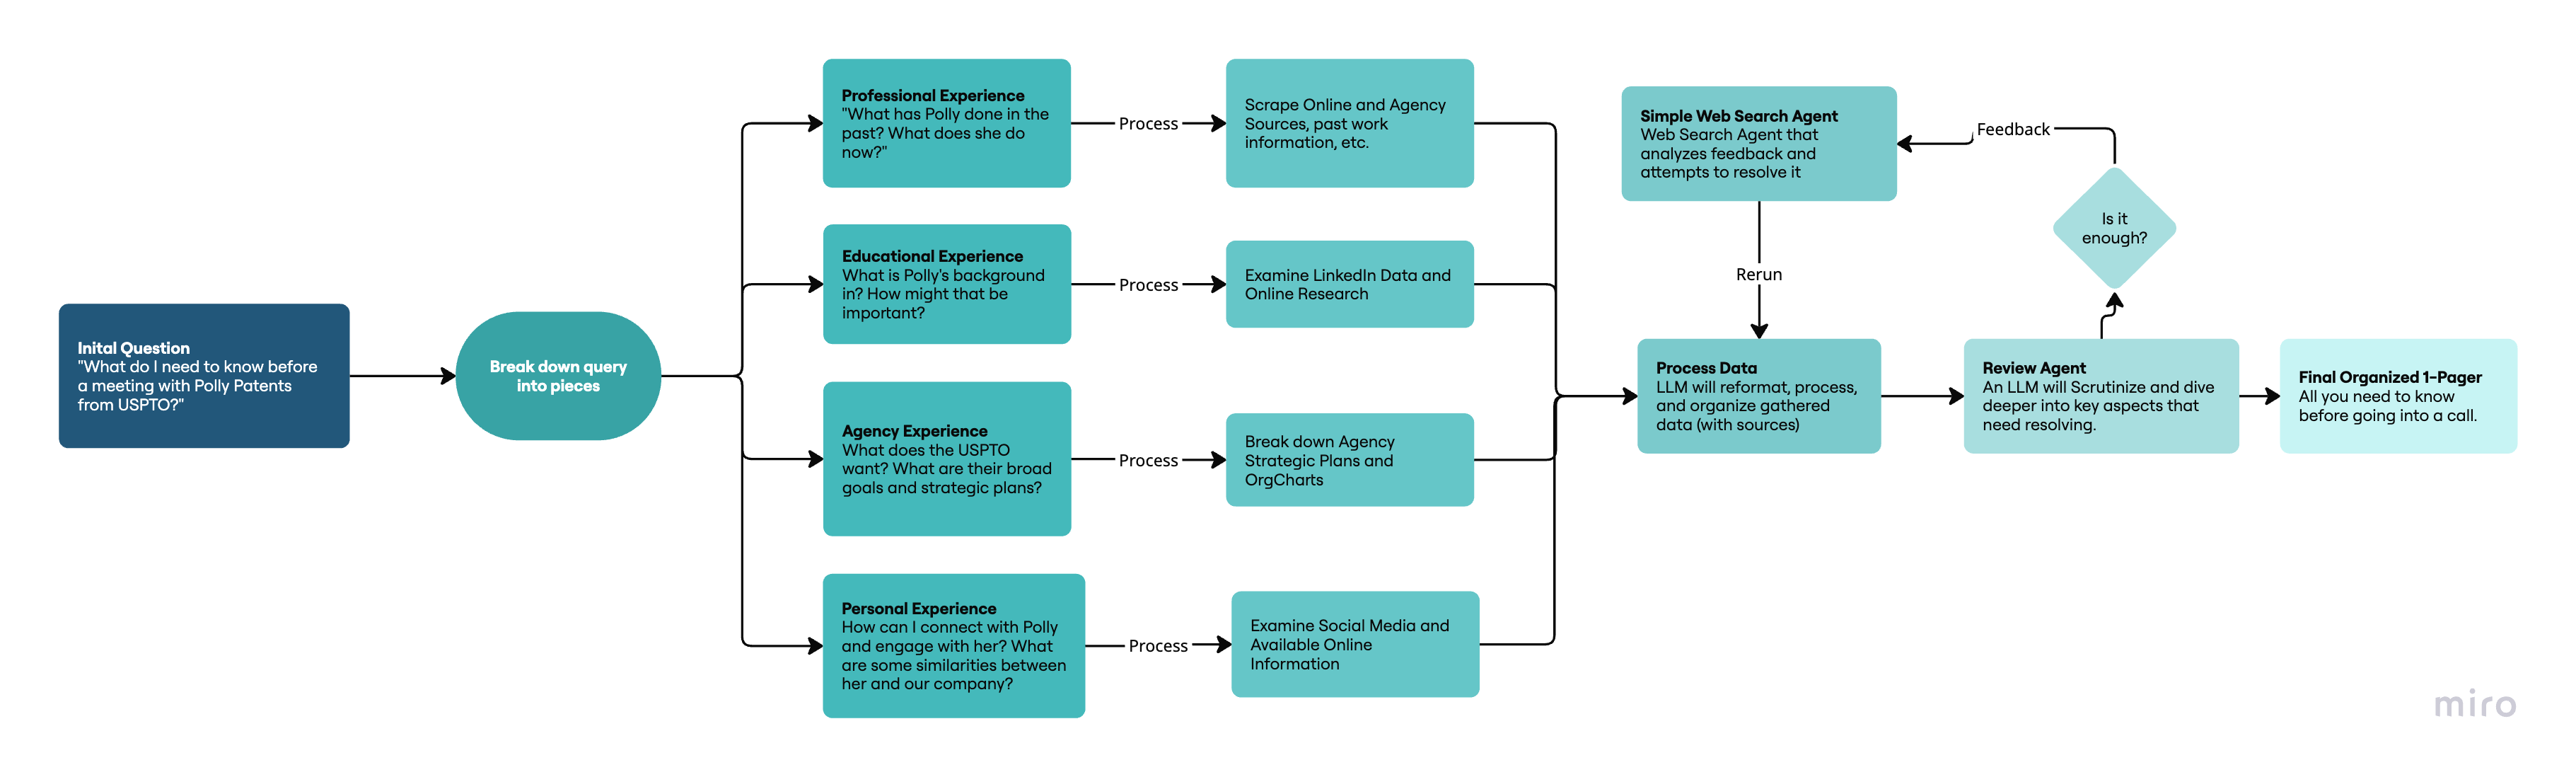 Inital Question
"What do I need to know before
a meeting with Polly Patents
from USPTO?"
Break down query
into pieces
Professional Experience
"What has Polly done in the
past? What does she do
now?"
Process
Scrape Online and Agency
Sources, past work
information, etc.
Educational Experience
What is Polly's background
in? How might that be
important?
Process
Examine LinkedIn Data and
Online Research
Agency Experience
What does the USPTO
want? What are their broad
goals and strategic plans?
Process
Break down Agency
Strategic Plans and
OrgCharts
Personal Experience
How can I connect with Polly
and engage with her? What
are some similarities between
her and our company?
Process
Examine Social Media and
Available Online
Information
Simple Web Search Agent
Web Search Agent that
analyzes feedback and
attempts to resolve it
Feedback
Is it
enough?
Rerun
Process Data
LLM will reformat, process,
and organize gathered
data (with sources)
Review Agent
An LLM will Scrutinize and dive
deeper into key aspects that
need resolving.
Final Organized 1-Pager
All you need to know
before going into a call.
miro